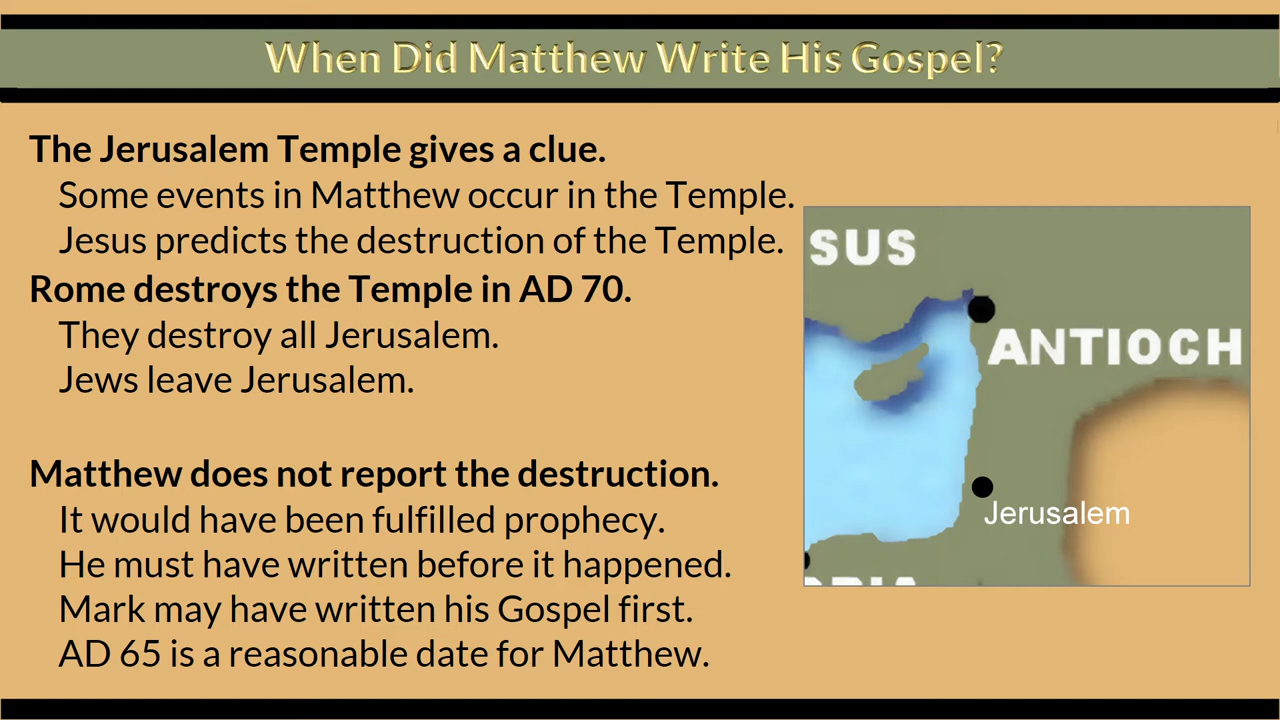 When Did Matthew Write His Gospel?
The Jerusalem Temple gives a clue.
Some events in Matthew occur in the Temple.
Jesus predicts the destruction of the Temple.
Rome destroys the Temple in AD 70.
They destroy all Jerusalem.
Jews leave Jerusalem.
Matthew does not report the destruction.
It would have been fulfilled prophecy.
He must have written before it happened.
Mark may have written his Gospel first.
AD 65 is a reasonable date for Matthew.
SUS
ANTIOCH
Jerusalem